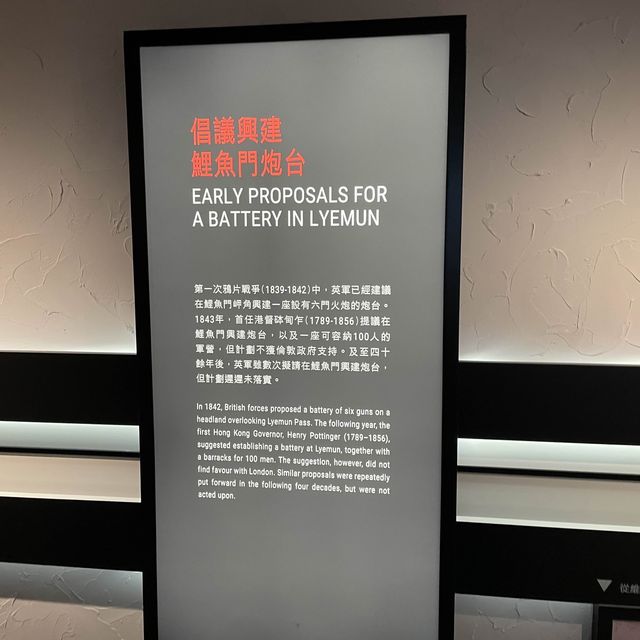 倡議興建
鯉魚門炮台
EARLY PROPOSALS FOR
A BATTERY IN LYEMUN
第一次鴉片戰爭(1839-1842)中，英軍已經建議
在鯉魚門岬角興建一座設有六門火炮的炮台。
1843年，首任港督砵甸乍(1789-1856)提議在
鯉魚門興建炮台，以及一座可容納100人的
軍營，但計劃不獲倫敦政府支持。及至四十
餘年後，英軍雖數次擬請在鯉魚門興建炮台，
但計劃遲遲未落實。
In 1842, British forces proposed a battery of six guns on a
headland overlooking Lyemun Pass. The following year, the
first Hong Kong Governor, Henry Pottinger (1789–1856),
suggested establishing a battery at Lyemun, together with
a barracks for 100 men. The suggestion, however, did not
find favour with London. Similar proposals were repeatedly
put forward in the following four decades, but were not
acted upon.
從維